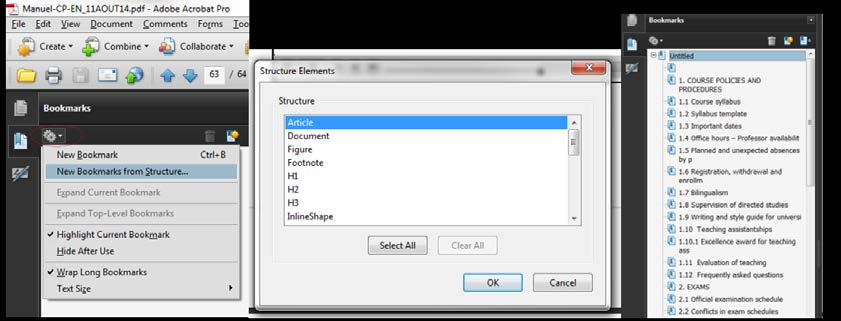 Manuel-CP-EN_11AOUT14.pdf - Adobe Acrobat Pro
File Edit View Document Comments
Create Combine Collaborate
63 / 64
Bookmarks
New Bookmark Ctrl+B
New Bookmarks from Structure...
Expand Current Bookmark
Expand Top-Level Bookmarks
Highlight Current Bookmark
Hide After Use
Wrap Long Bookmarks
Text Size
Structure Elements
Structure
Article
Document
Figure
Footnote
H1
H2
H3
InlineShape
Select All Clear All
OK Cancel
Bookmarks
Untitled
1. COURSE POLICIES AND
PROCEDURES
1.1 Course syllabus
1.2 Syllabus template
1.3 Important dates
1.4 Office hours – Professor availabilit
1.5 Planned and unexpected absences
by p
1.6 Registration, withdrawal and
enrollm
1.7 Bilingualism
1.8 Supervision of directed studies
1.9 Writing and style guide for universi
1.10 Teaching assistantships
1.10.1 Excellence award for teaching
ass
1.11 Evaluation of teaching
1.12 Frequently asked questions
2. EXAMS
2.1 Official examination schedule
2.2 Conflicts in exam schedules